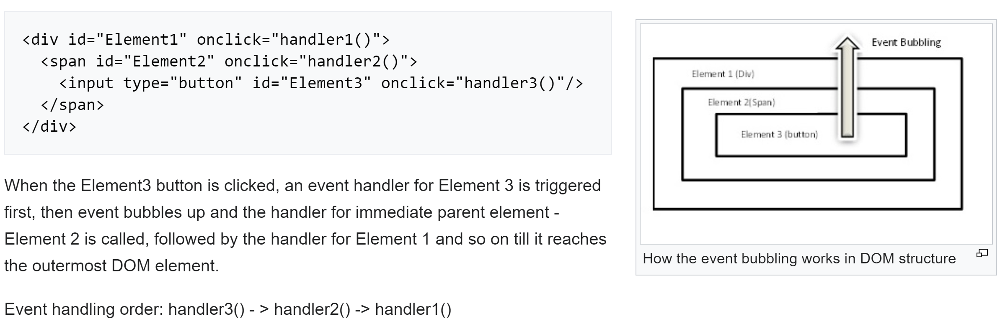 <div id="Element1" onclick="handler1()">
  <span id="Element2" onclick="handler2()">
    <input type="button" id="Element3" onclick="handler3()"/>
  </span>
</div>
When the Element3 button is clicked, an event handler for Element 3 is triggered
first, then event bubbles up and the handler for immediate parent element -
Element 2 is called, followed by the handler for Element 1 and so on till it reaches
the outermost DOM element.
Event handling order: handler3() - > handler2() -> handler1()
Event Bubbling
Element 1 (Div)
Element 2(Span)
Element 3 (button)
How the event bubbling works in DOM structure